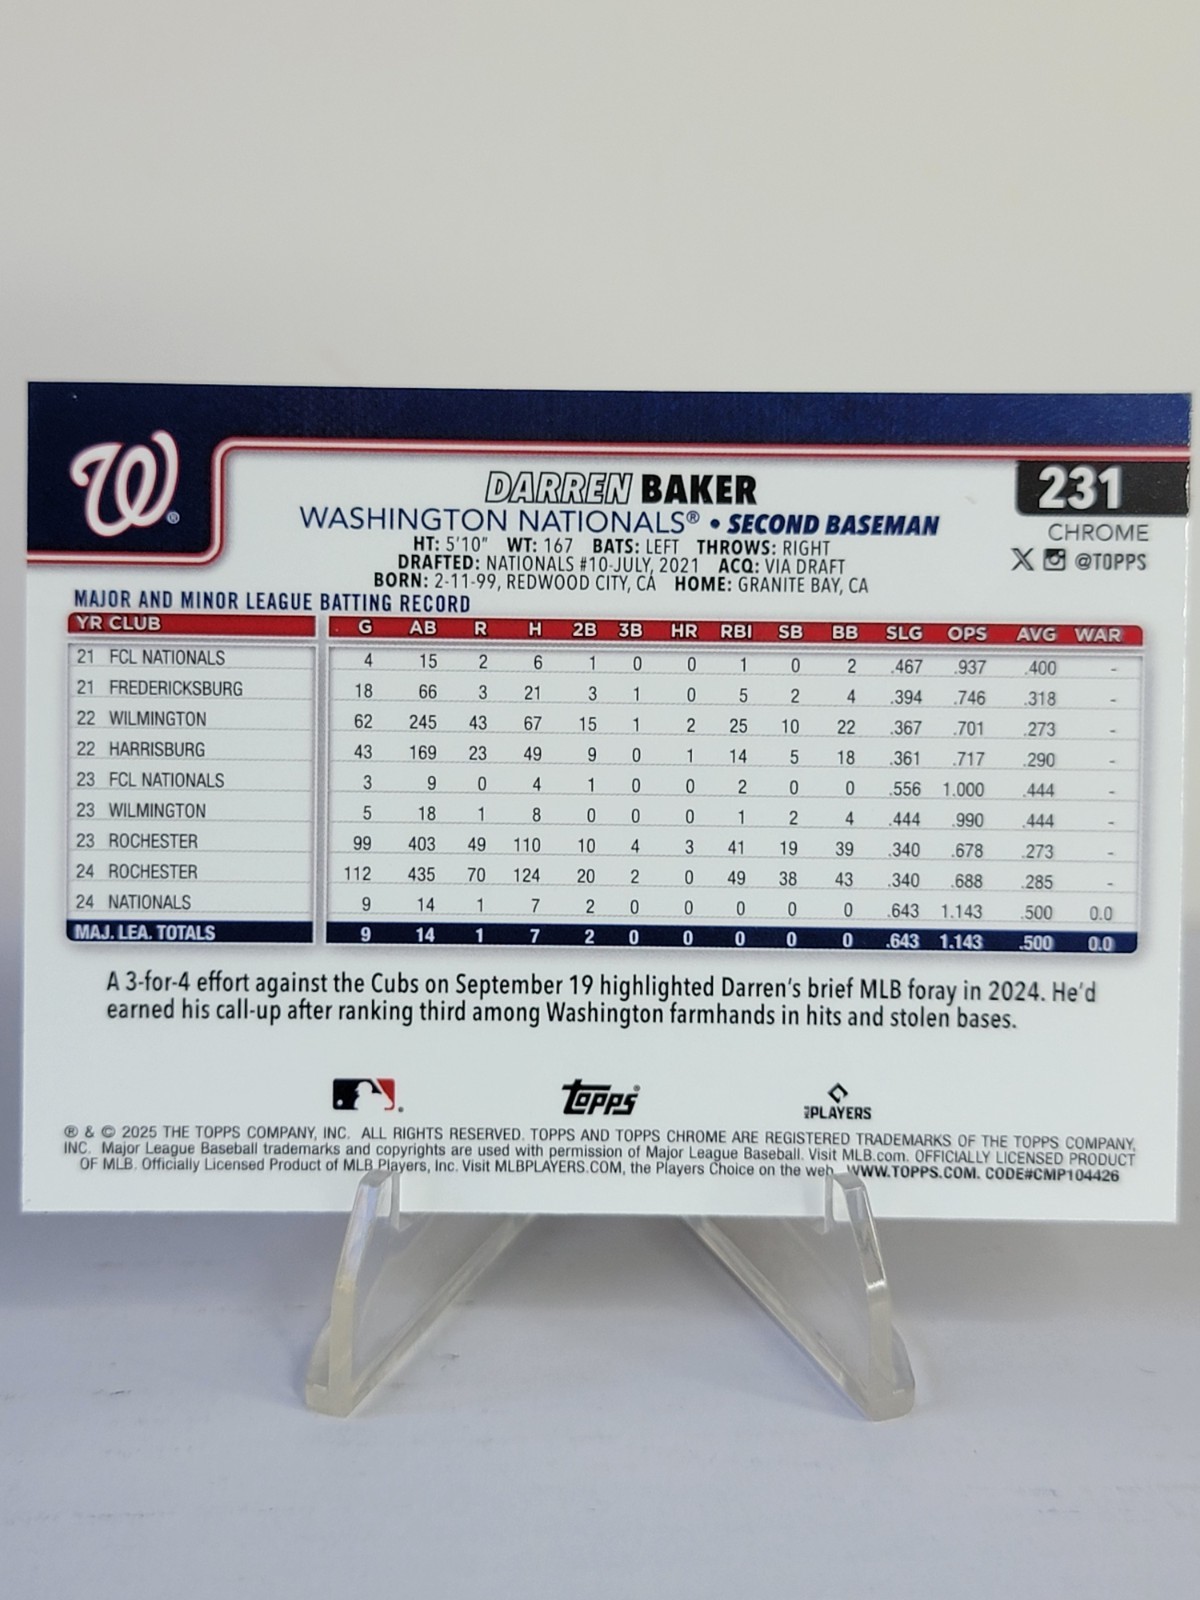 W®
DARREN BAKER
231
WASHINGTON NATIONALS® • SECOND BASEMAN
CHROME
HT: 5'10" WT: 167 BATS: LEFT THROWS: RIGHT
DRAFTED: NATIONALS #10-JULY, 2021 ACQ: VIA DRAFT
X @TOPPS
BORN: 2-11-99, REDWOOD CITY, CA HOME: GRANITE BAY, CA
MAJOR AND MINOR LEAGUE BATTING RECORD
YR CLUB G AB R H 2B 3B HR RBI SB BB SLG OPS AVG WAR
21 FCL NATIONALS 4 15 2 6 1 0 0 1 0 2 .467 .937 .400 -
21 FREDERICKSBURG 18 66 3 21 3 1 0 5 2 4 .394 .746 .318 -
22 WILMINGTON 62 245 43 67 15 1 2 25 10 22 .367 .701 .273 -
22 HARRISBURG 43 169 23 49 9 0 1 14 5 18 .361 .717 .290 -
23 FCL NATIONALS 3 9 0 4 1 0 0 2 0 0 .556 1.000 .444 -
23 WILMINGTON 5 18 1 8 0 0 0 1 2 4 .444 .990 .444 -
23 ROCHESTER 99 403 49 110 10 4 3 41 19 39 .340 .678 .273 -
24 ROCHESTER 112 435 70 124 20 2 0 49 38 43 .340 .688 .285 -
24 NATIONALS 9 14 1 7 2 0 0 0 0 0 .643 1.143 .500 0.0
MAJ. LEA. TOTALS 9 14 1 7 2 0 0 0 0 0 .643 1.143 .500 0.0
A 3-for-4 effort against the Cubs on September 19 highlighted Darren's brief MLB foray in 2024. He'd
earned his call-up after ranking third among Washington farmhands in hits and stolen bases.
Topps®
MLB PLAYERS
® & © 2025 THE TOPPS COMPANY, INC. ALL RIGHTS RESERVED. TOPPS AND TOPPS CHROME ARE REGISTERED TRADEMARKS OF THE TOPPS COMPANY,
INC. Major League Baseball trademarks and copyrights are used with permission of Major League Baseball. Visit MLB.com. OFFICIALLY LICENSED PRODUCT
OF MLB. Officially Licensed Product of MLB Players, Inc. Visit MLBPLAYERS.COM, the Players Choice on the web. WWW.TOPPS.COM. CODE#CMP104426